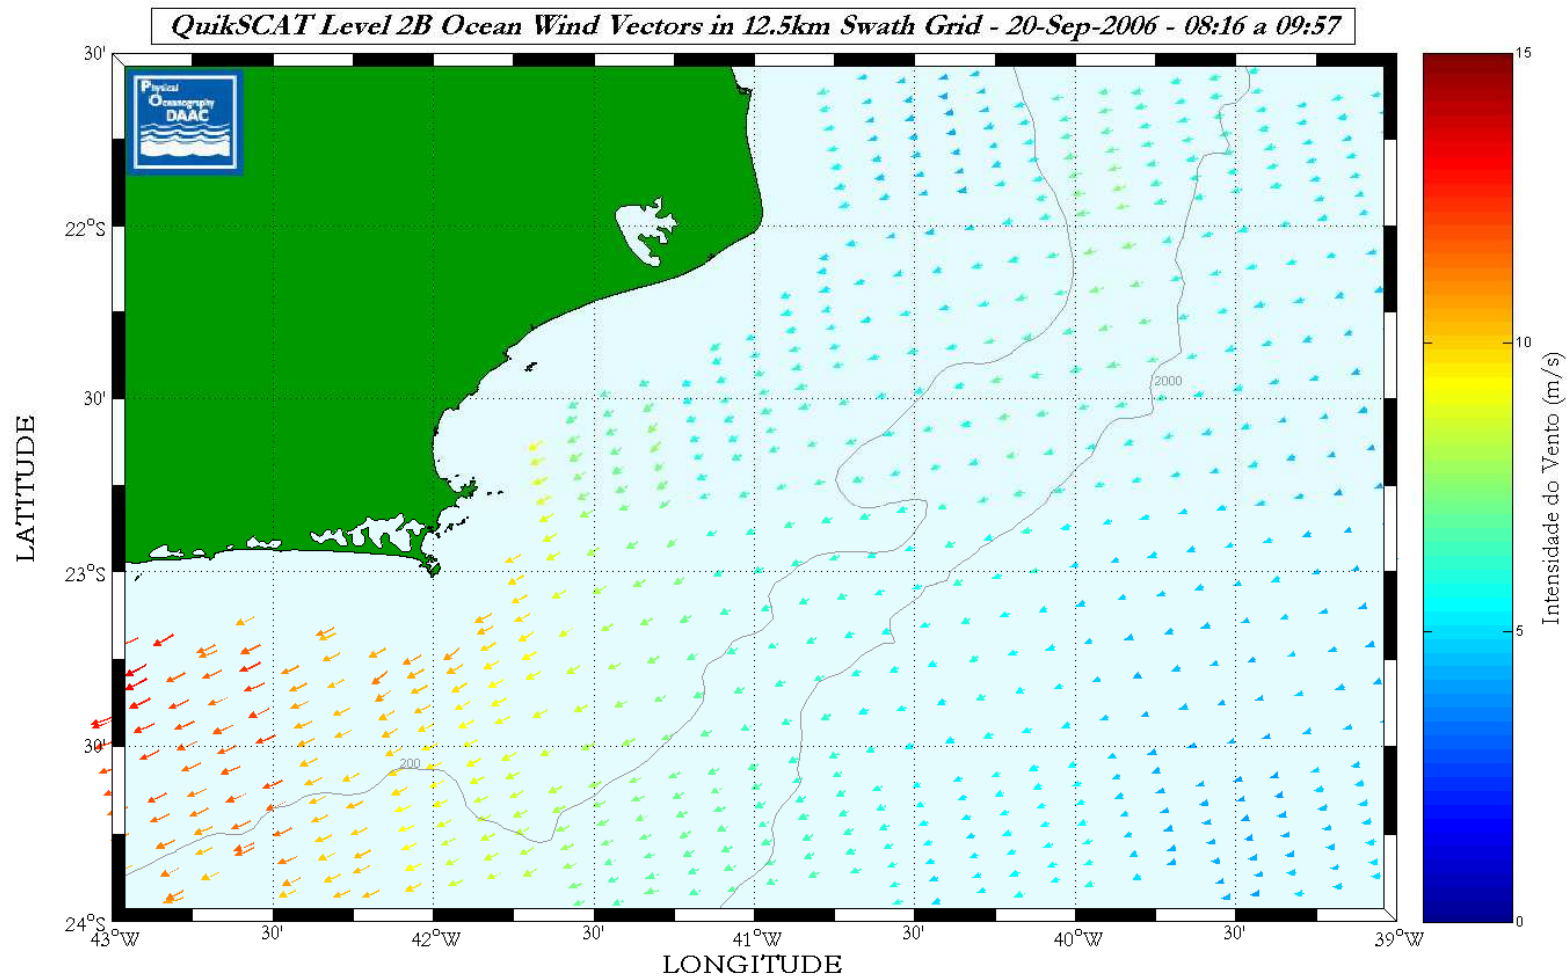 QuikSCAT Level 2B Ocean Wind Vectors in 12.5km Swath Grid - 20-Sep-2006 - 08:16 a 09:57
Physical
Oceanography
DAAC
30'
22°S
30'
23°S
30'
24°S
LATITUDE
2000
200
43°W 30' 42°W 30' 41°W 30' 40°W 30' 39°W
LONGITUDE
15
10
5
0
Intensidade do Vento (m/s)